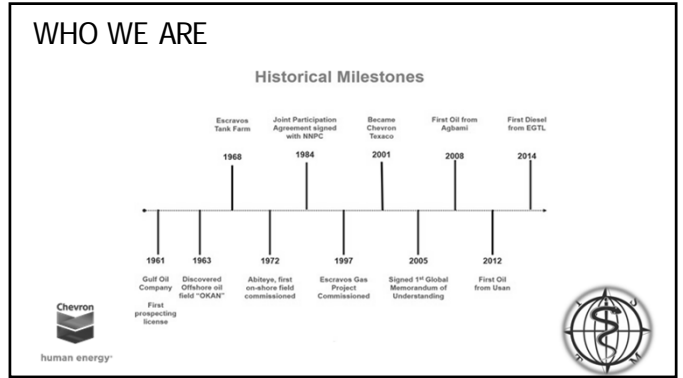 WHO WE ARE
Historical Milestones
Escravos
Tank Farm
1968
Joint Participation
Agreement signed
with NNPC
1984
Became
Chevron
Texaco
2001
First Oil from
Agbami
2008
First Diesel
from EGTL
2014
1961
Gulf Oil
Company
First
prospecting
license
1963
Discovered
Offshore oil
field "OKAN"
1972
Abiteye, first
on-shore field
commissioned
1997
Escravos Gas
Project
Commissioned
2005
Signed 1st Global
Memorandum of
Understanding
2012
First Oil
from Usan
Chevron
human energy·
I U
T M